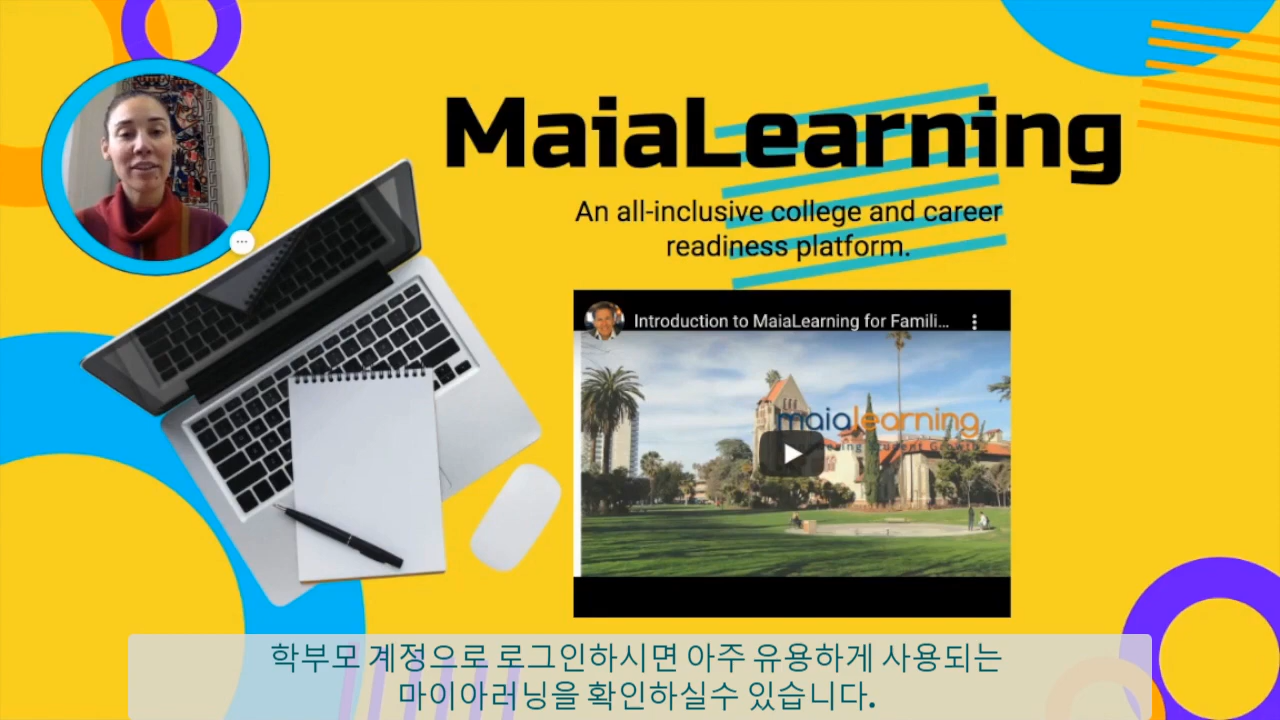 MaiaLearning
An all-inclusive college and career
readiness platform.
Introduction to MaiaLearning for Famili...
maialearning
학부모 계정으로 로그인하시면 아주 유용하게 사용되는
마이아러닝을 확인하실수 있습니다.